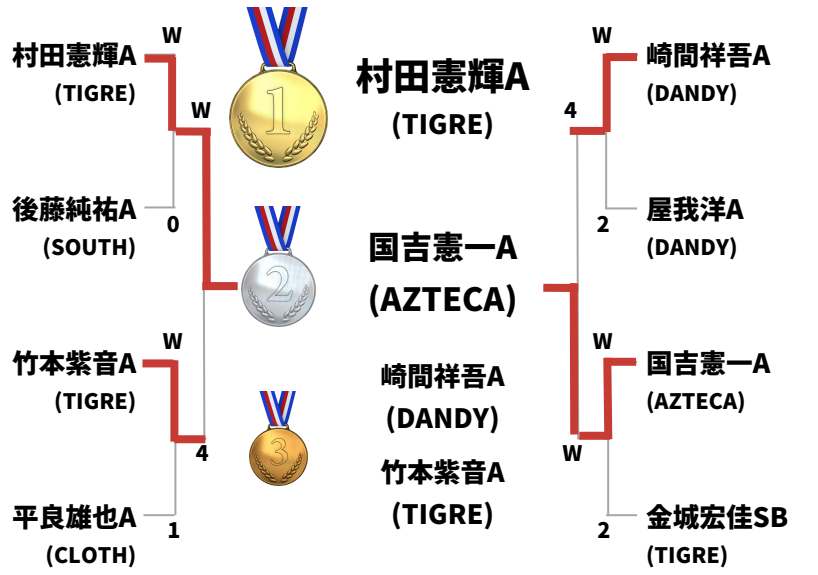 W
村田憲輝A
(TIGRE)
W
後藤純祐A
(SOUTH)
0
W
竹本紫音A
(TIGRE)
4
平良雄也A
(CLOTH)
1
1
村田憲輝A
(TIGRE)
2
国吉憲一A
(AZTECA)
3
崎間祥吾A
(DANDY)
竹本紫音A
(TIGRE)
W
崎間祥吾A
(DANDY)
4
屋我洋A
(DANDY)
2
W
国吉憲一A
(AZTECA)
W
金城宏佳SB
(TIGRE)
2